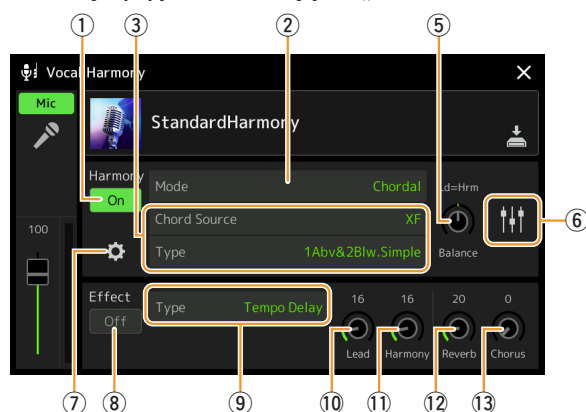 ① ③ ② ⑤
Vocal Harmony
Mic
StandardHarmony
Harmony
On
Mode Chordal
Ld=Hrm
Chord Source XF
⑥
100
Type 1Abv&2Blw.Simple
Balance
Effect
Off
Type Tempo Delay
16 16 20 0
Lead Harmony Reverb Chorus
⑦ ⑧ ⑨ ⑩ ⑪ ⑫ ⑬